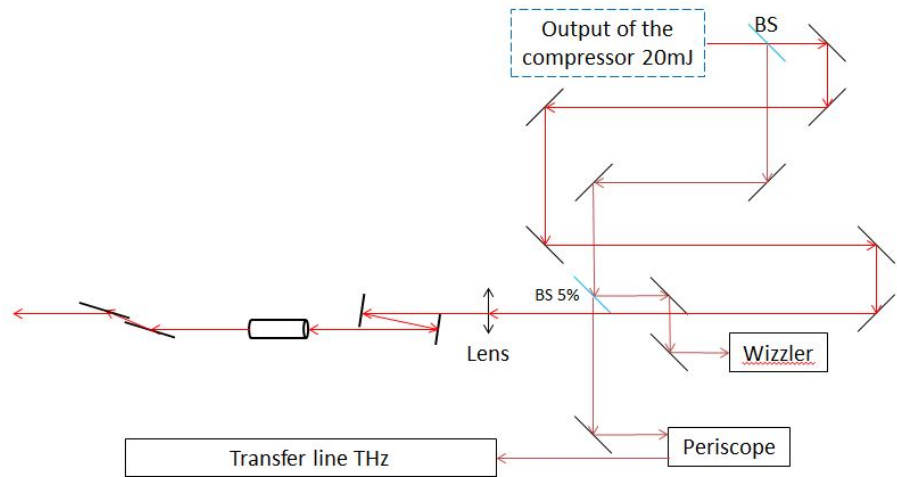 Output of the
compressor 20mJ
BS
BS 5%
Lens
Wizzler
Periscope
Transfer line THz